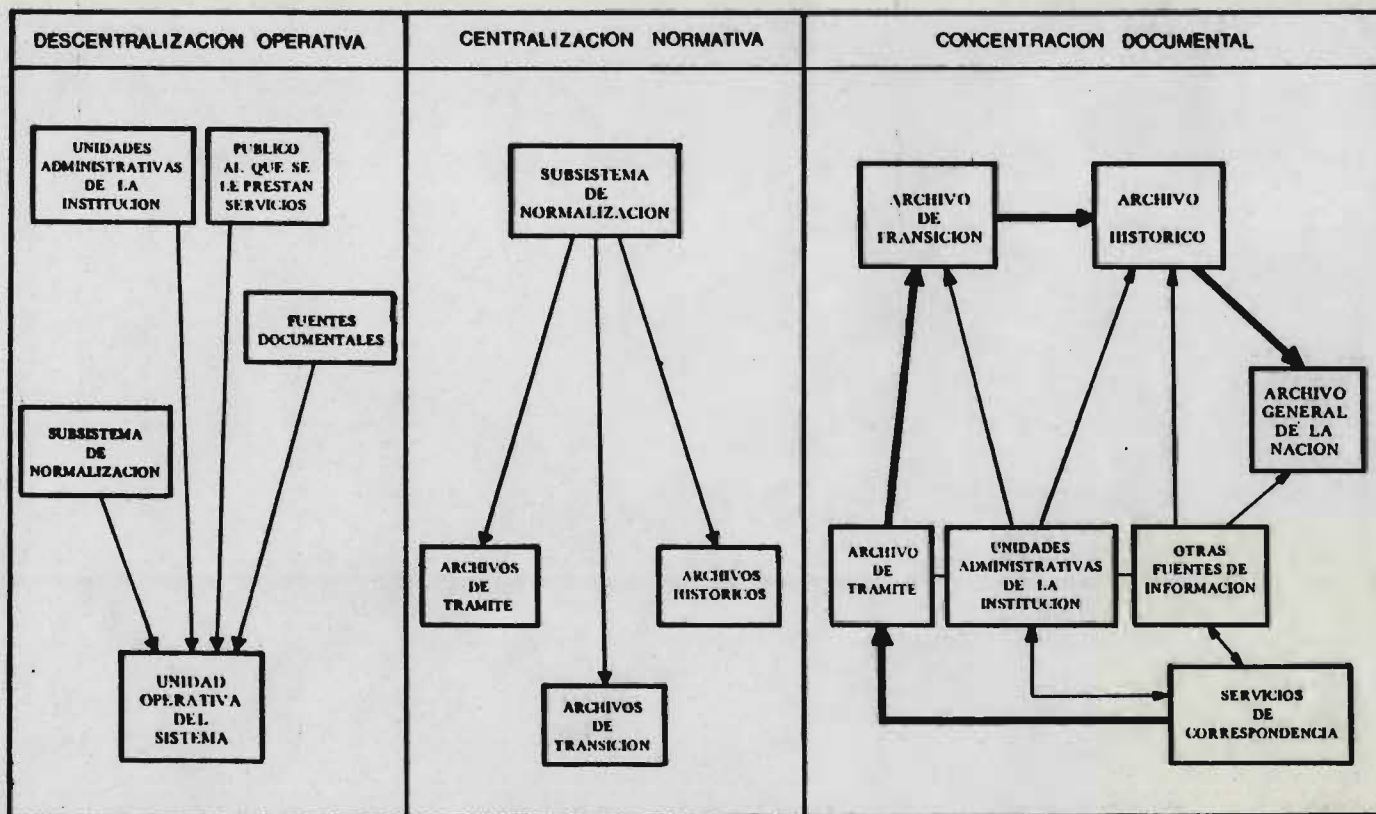 DESCENTRALIZACION OPERATIVA
UNIDADES
ADMINISTRATIVAS
DE LA
INSTITUCION
PUBLICO
AL QUE SE
LE PRESTAN
SERVICIOS
FUENTES
DOCUMENTALES
SUBSISTEMA
DE
NORMALIZACION
UNIDAD
OPERATIVA
DEL
SISTEMA
CENTRALIZACION NORMATIVA
SUBSISTEMA
DE
NORMALIZACION
ARCHIVOS
DE
TRAMITE
ARCHIVOS
HISTORICOS
ARCHIVOS
DE
TRANSICION
CONCENTRACION DOCUMENTAL
ARCHIVO
DE
TRANSICION
ARCHIVO
HISTORICO
ARCHIVO
GENERAL
DE LA
NACION
ARCHIVO
DE
TRAMITE
UNIDADES
ADMINISTRATIVAS
DE LA
INSTITUCION
OTRAS
FUENTES DE
INFORMACION
SERVICIOS
DE
CORRESPONDENCIA